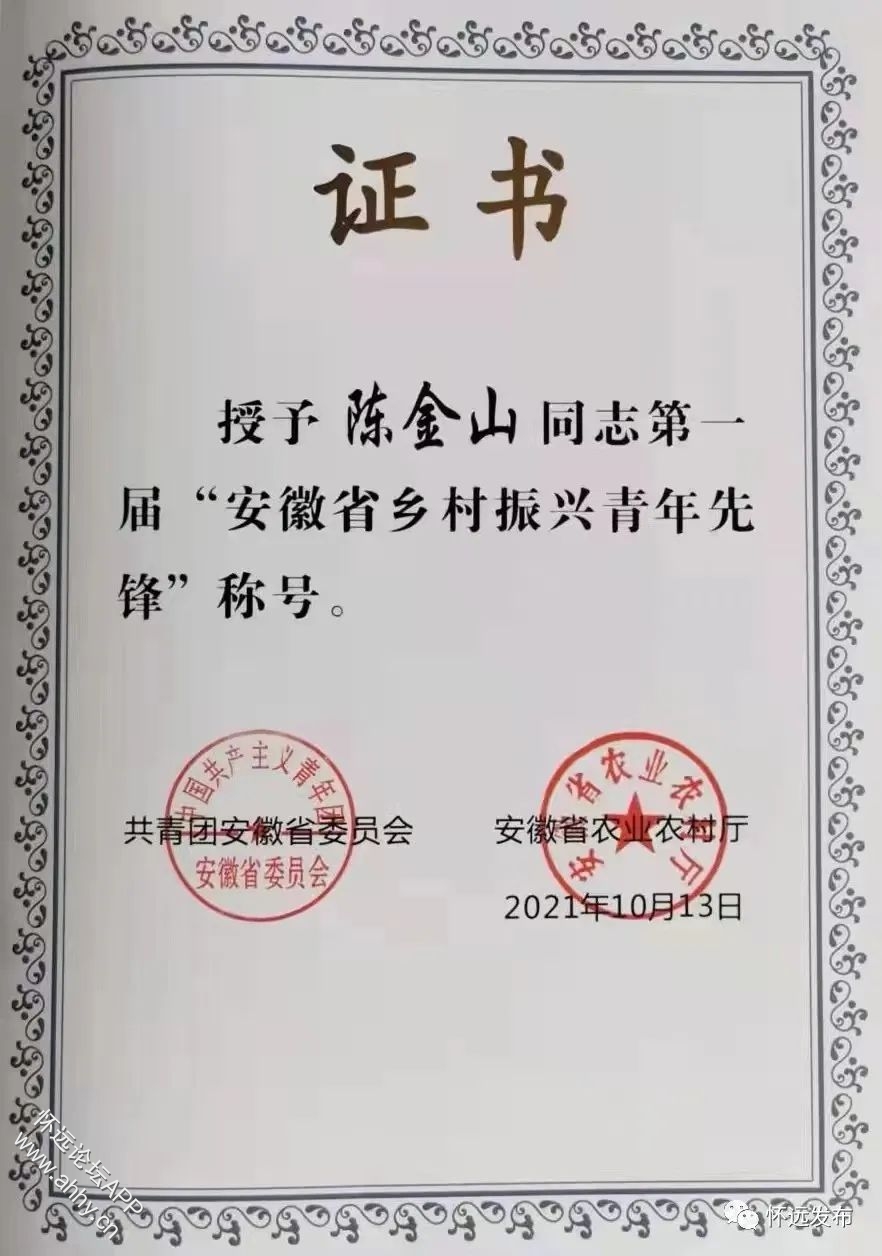 证书
授予 陈金山 同志第一
届“安徽省乡村振兴青年先
锋”称号。
中国共产主义青年团
安徽省委员会
共青团安徽省委员会
安徽省农业农村厅
安徽省农业农村厅
2021年10月13日
怀远论坛APP
www.ahhy.cn
怀远发布